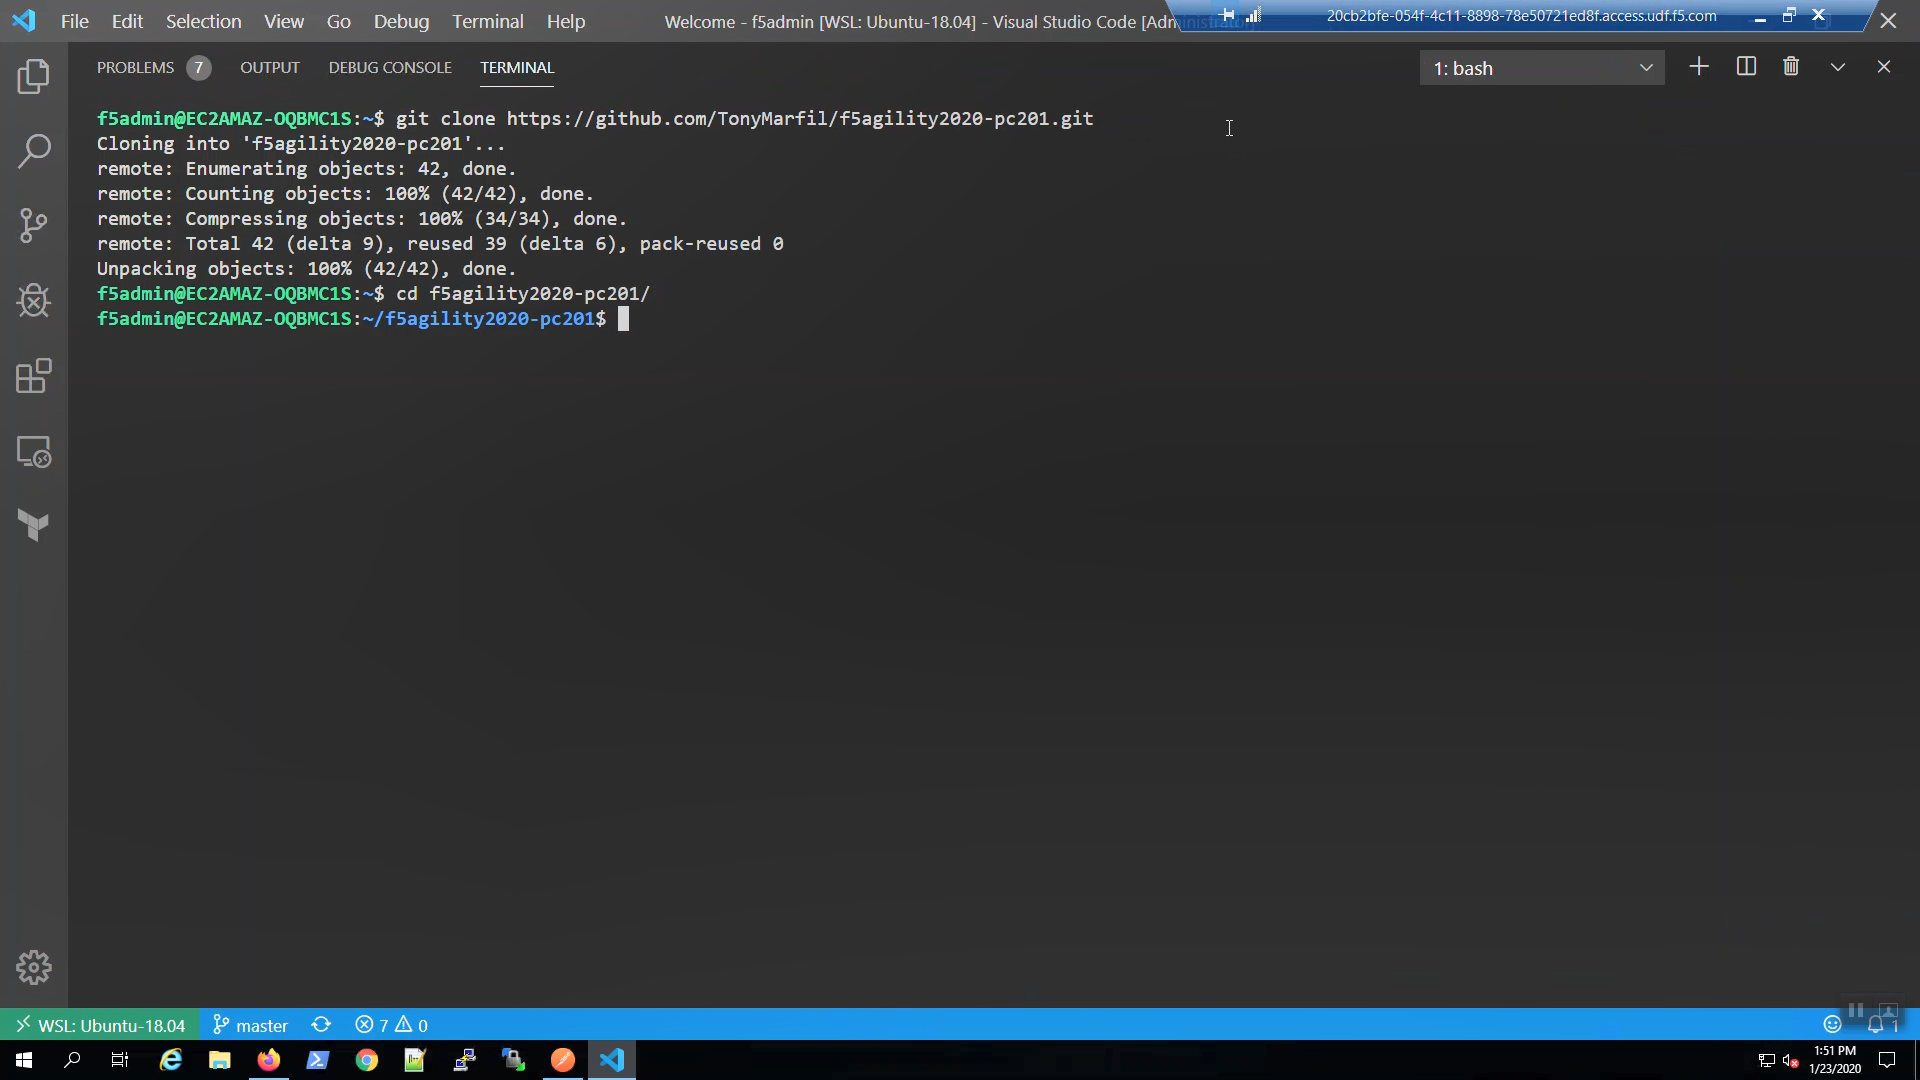 File Edit Selection View Go Debug Terminal Help
Welcome - f5admin [WSL: Ubuntu-18.04] - Visual Studio Code [Administrator]
20cb2bfe-054f-4c11-8898-78e50721ed8f.access.udf.f5.com
PROBLEMS 7 OUTPUT DEBUG CONSOLE TERMINAL
1: bash
f5admin@EC2AMAZ-OQBMC1S:~$ git clone https://github.com/TonyMarfil/f5agility2020-pc201.git
Cloning into 'f5agility2020-pc201'...
remote: Enumerating objects: 42, done.
remote: Counting objects: 100% (42/42), done.
remote: Compressing objects: 100% (34/34), done.
remote: Total 42 (delta 9), reused 39 (delta 6), pack-reused 0
Unpacking objects: 100% (42/42), done.
f5admin@EC2AMAZ-OQBMC1S:~$ cd f5agility2020-pc201/
f5admin@EC2AMAZ-OQBMC1S:~/f5agility2020-pc201$
WSL: Ubuntu-18.04 master 7 0 1
1:51 PM
1/23/2020